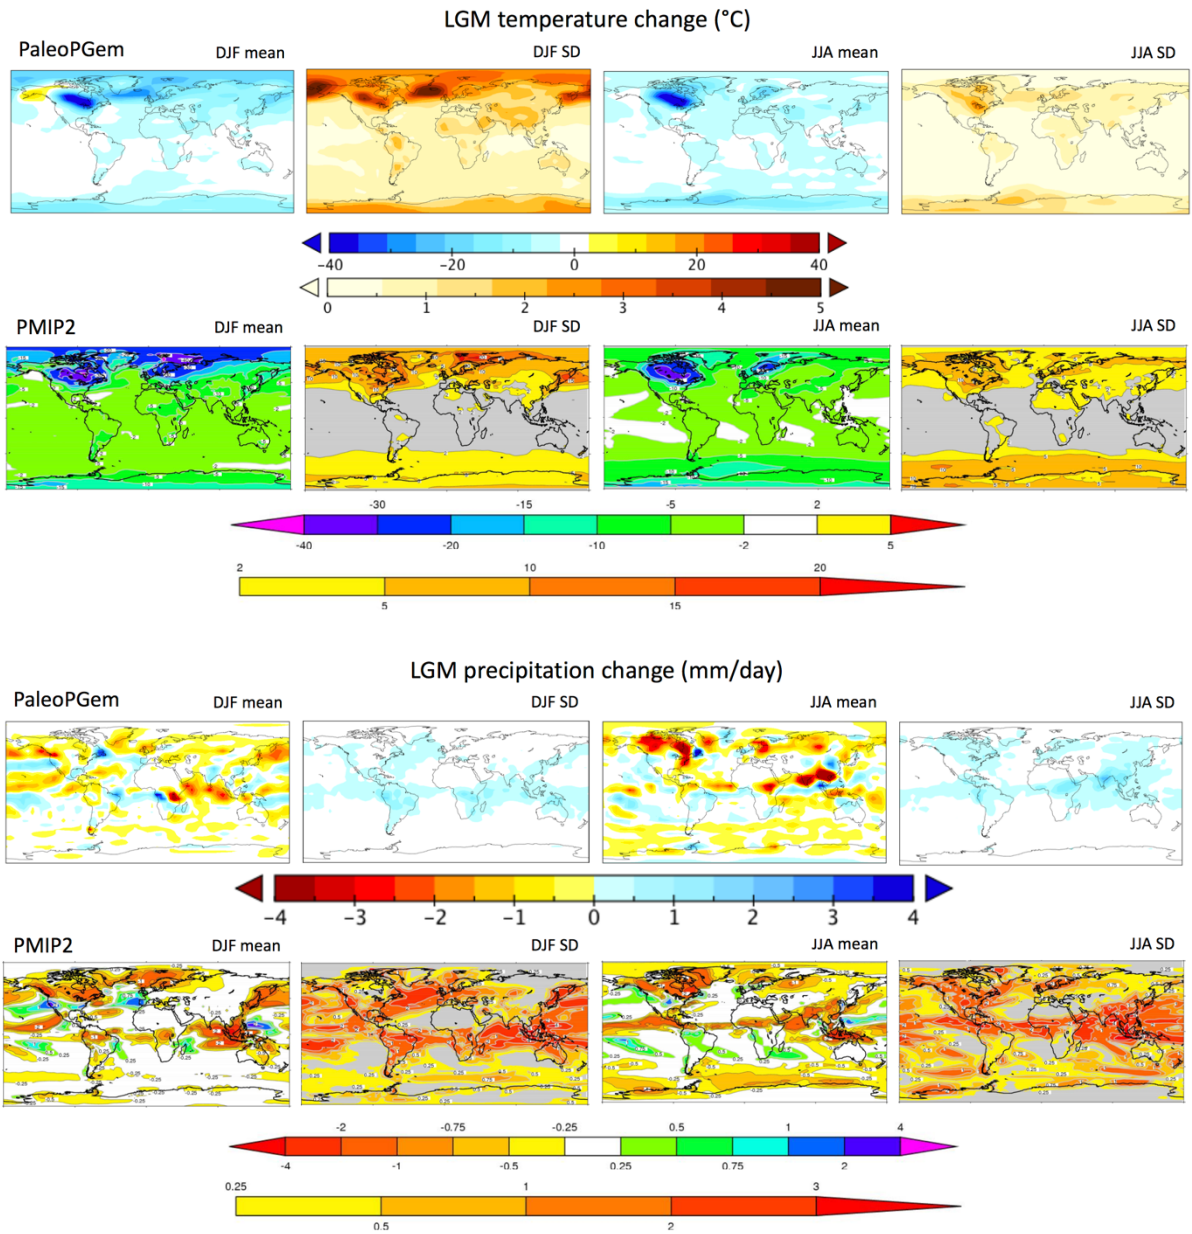 LGM temperature change (°C)
PaleoPGem DJF mean DJF SD JJA mean JJA SD
-40 -20 0 20 40
0 1 2 3 4 5
PMIP2 DJF mean DJF SD JJA mean JJA SD
-30 -15 -5 2
-40 -20 -10 -2 5
2 10 20
5 15
LGM precipitation change (mm/day)
PaleoPGem DJF mean DJF SD JJA mean JJA SD
-4 -3 -2 -1 0 1 2 3 4
PMIP2 DJF mean DJF SD JJA mean JJA SD
-2 -0.75 -0.25 0.5 1 4
-4 -1 -0.5 0.25 0.75 2
0.25 1 3
0.5 2